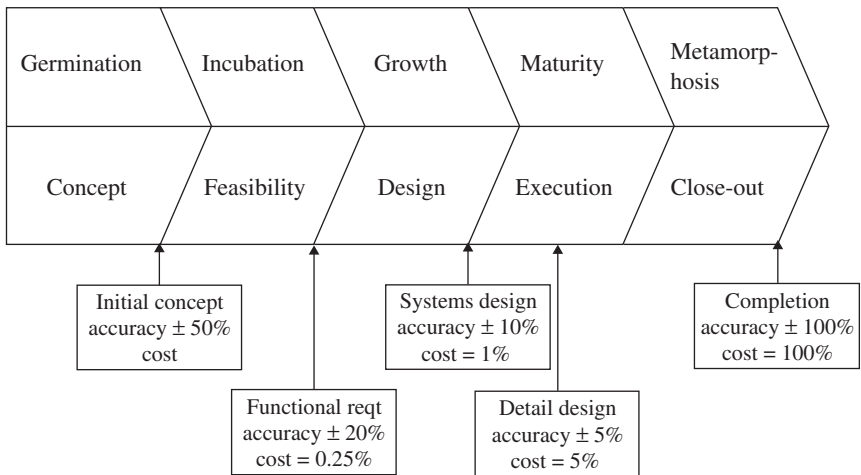 Germination
Incubation
Growth
Maturity
Metamorp-
hosis
Concept
Feasibility
Design
Execution
Close-out
Initial concept
accuracy ± 50%
cost
Systems design
accuracy ± 10%
cost = 1%
Completion
accuracy ± 100%
cost = 100%
Functional reqt
accuracy ± 20%
cost = 0.25%
Detail design
accuracy ± 5%
cost = 5%